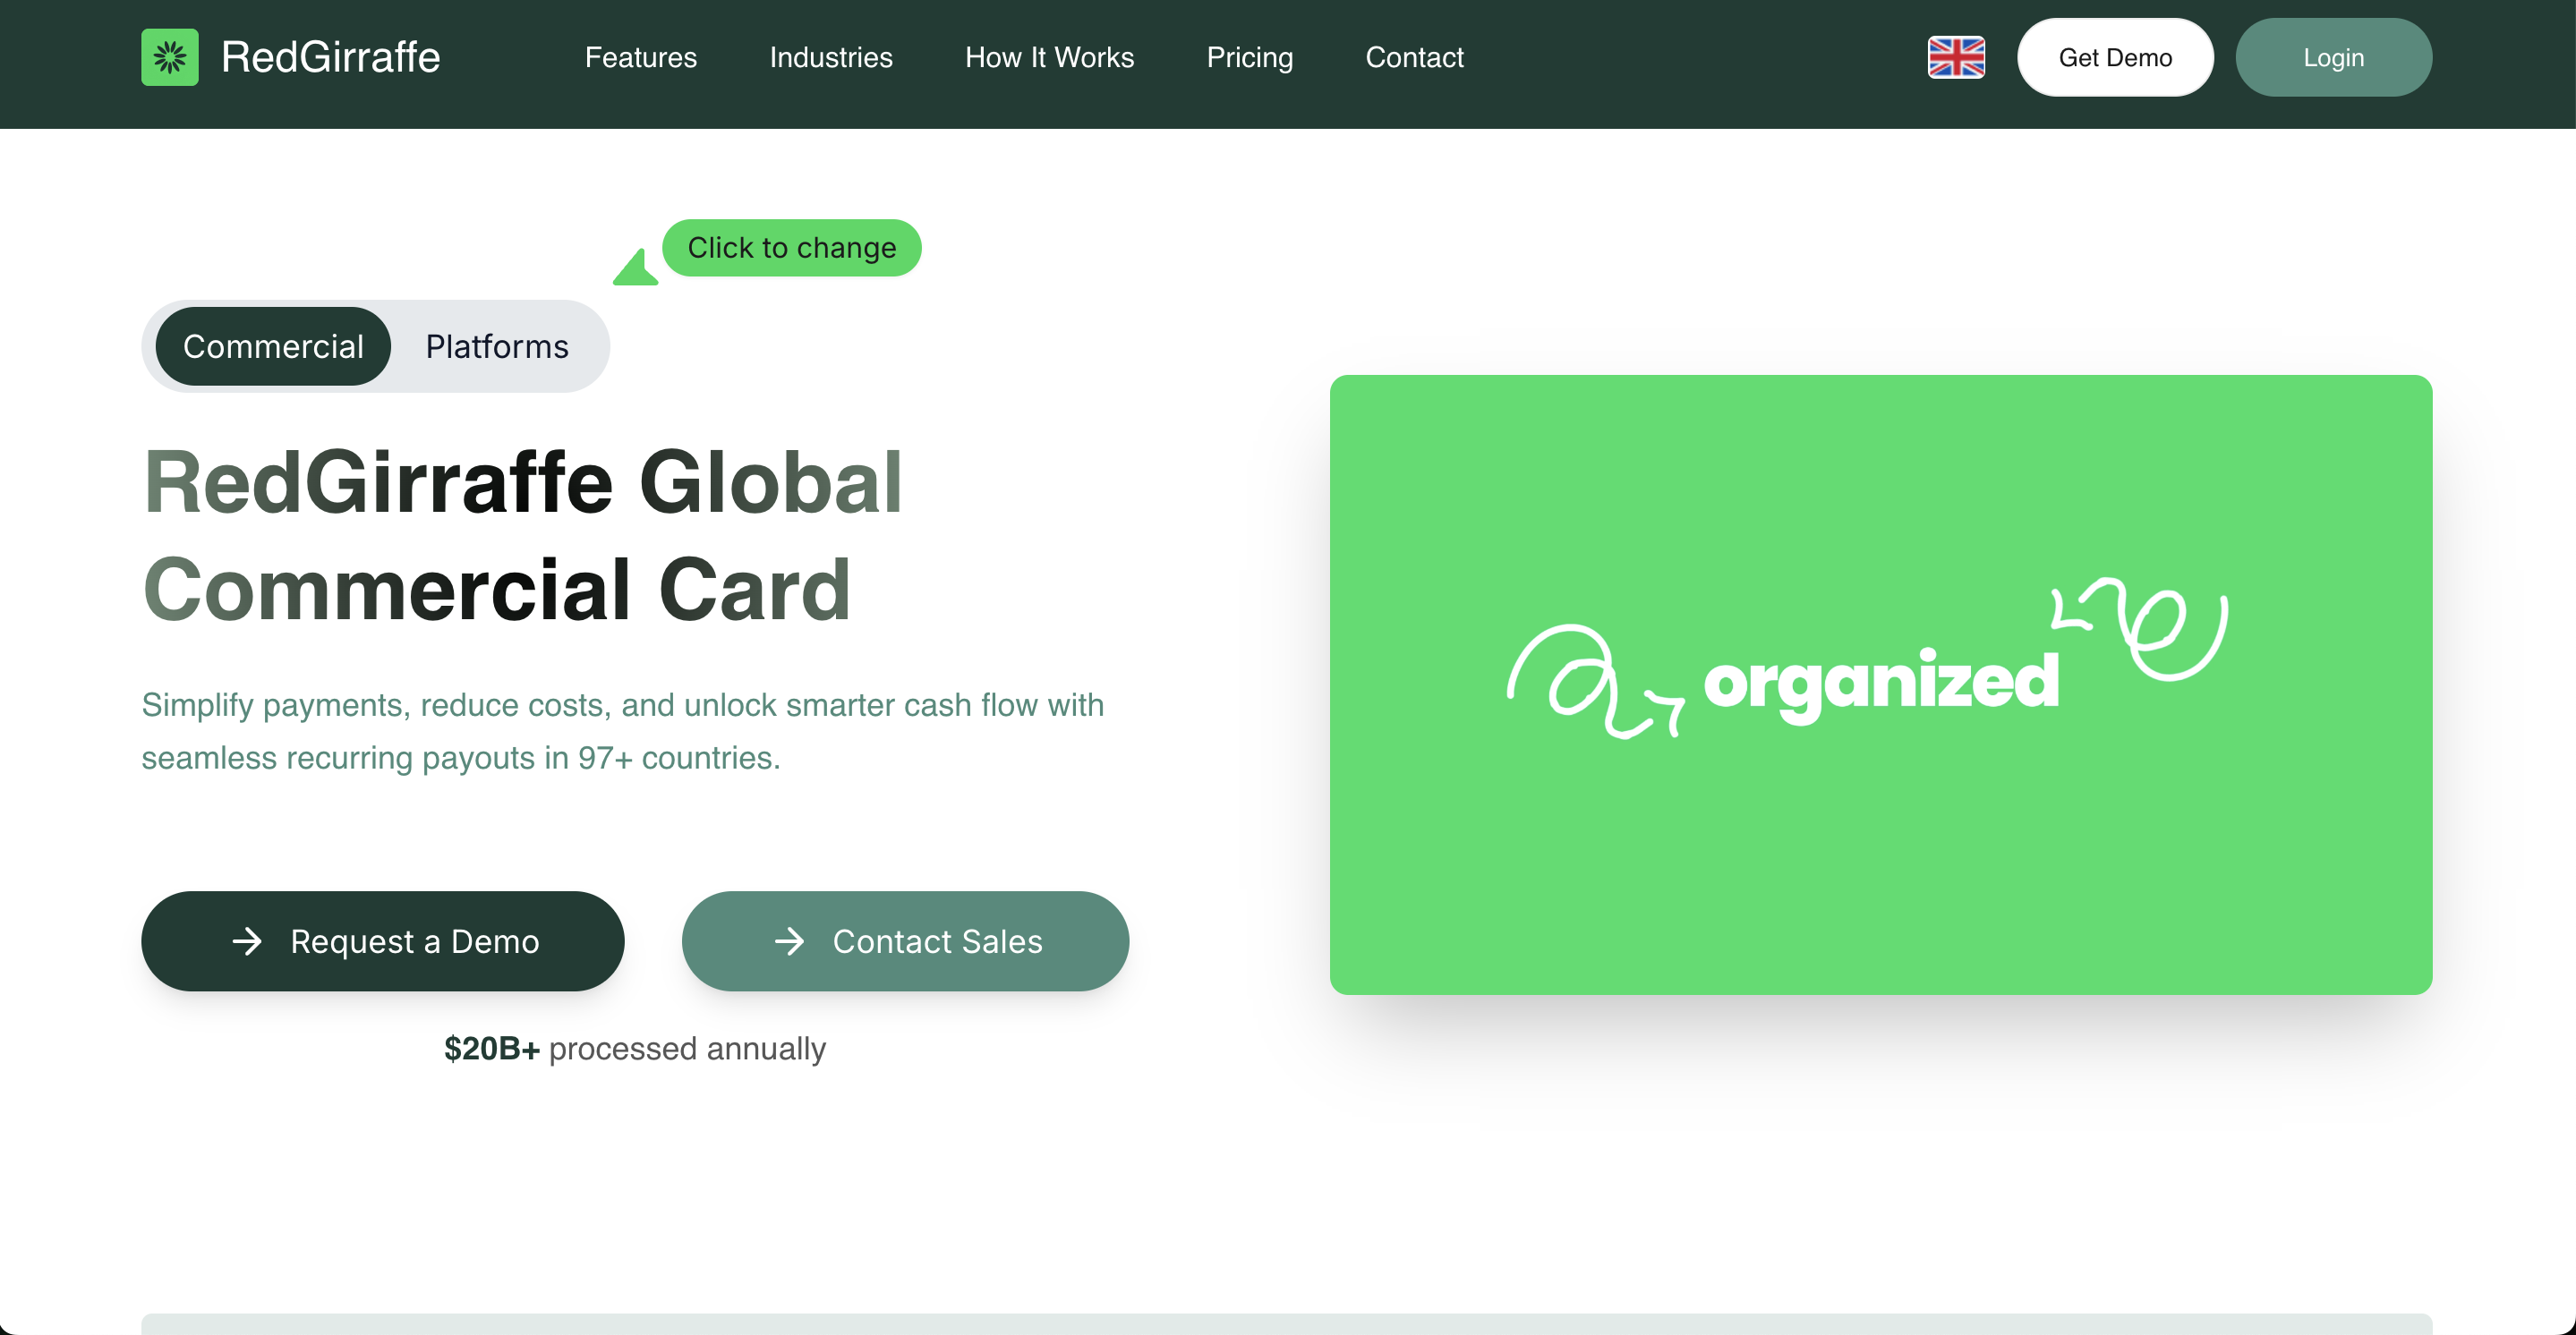 RedGirraffe
Features
Industries
How It Works
Pricing
Contact
Get Demo
Login
Click to change
Commercial
Platforms
RedGirraffe Global
Commercial Card
Simplify payments, reduce costs, and unlock smarter cash flow with
seamless recurring payouts in 97+ countries.
organized
Request a Demo
Contact Sales
$20B+ processed annually